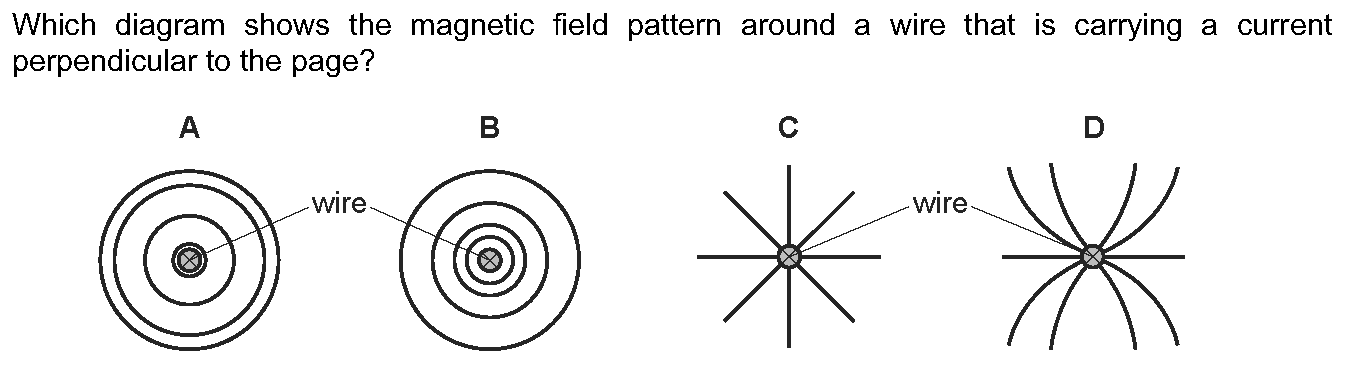 Which diagram shows the magnetic field pattern around a wire that is carrying a current
perpendicular to the page?
A B C D
wire wire